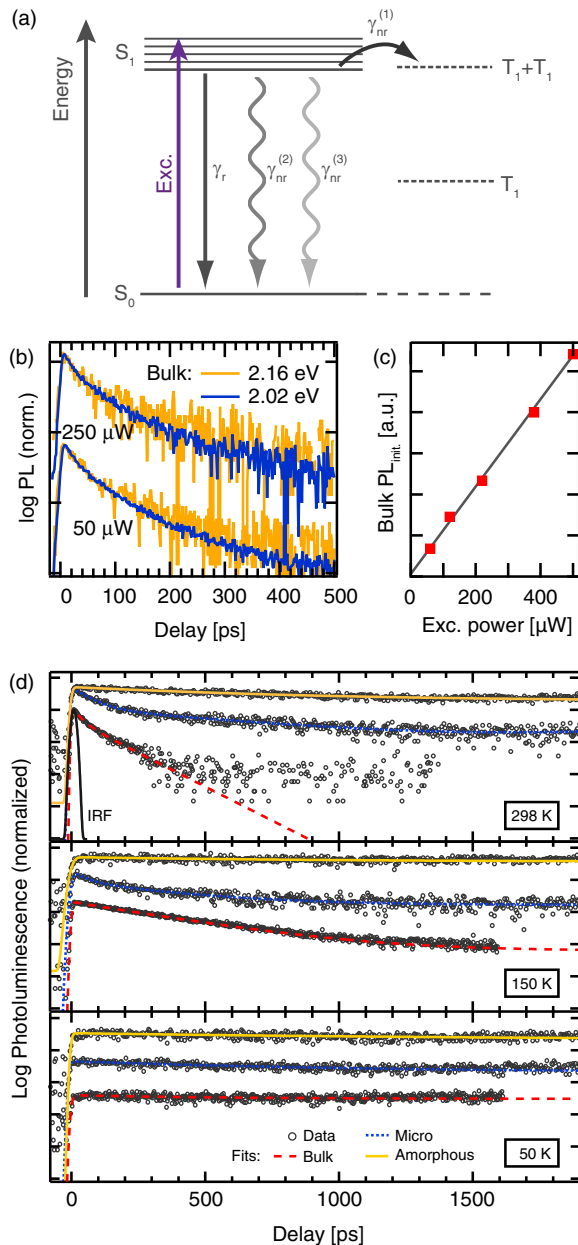 (a)
Energy
S₁
Exc.
γᵣ
γₙᵣ⁽²⁾
γₙᵣ⁽³⁾
γₙᵣ⁽¹⁾
T₁+T₁
T₁
S₀
(b)
log PL (norm.)
Bulk: 2.16 eV
2.02 eV
250 µW
50 µW
0 100 200 300 400 500
Delay [ps]
(c)
Bulk PLinit. [a.u.]
0 200 400
Exc. power [µW]
(d)
Log Photoluminescence (normalized)
IRF
298 K
150 K
Data Micro
Fits: Bulk Amorphous
50 K
0 500 1000 1500
Delay [ps]